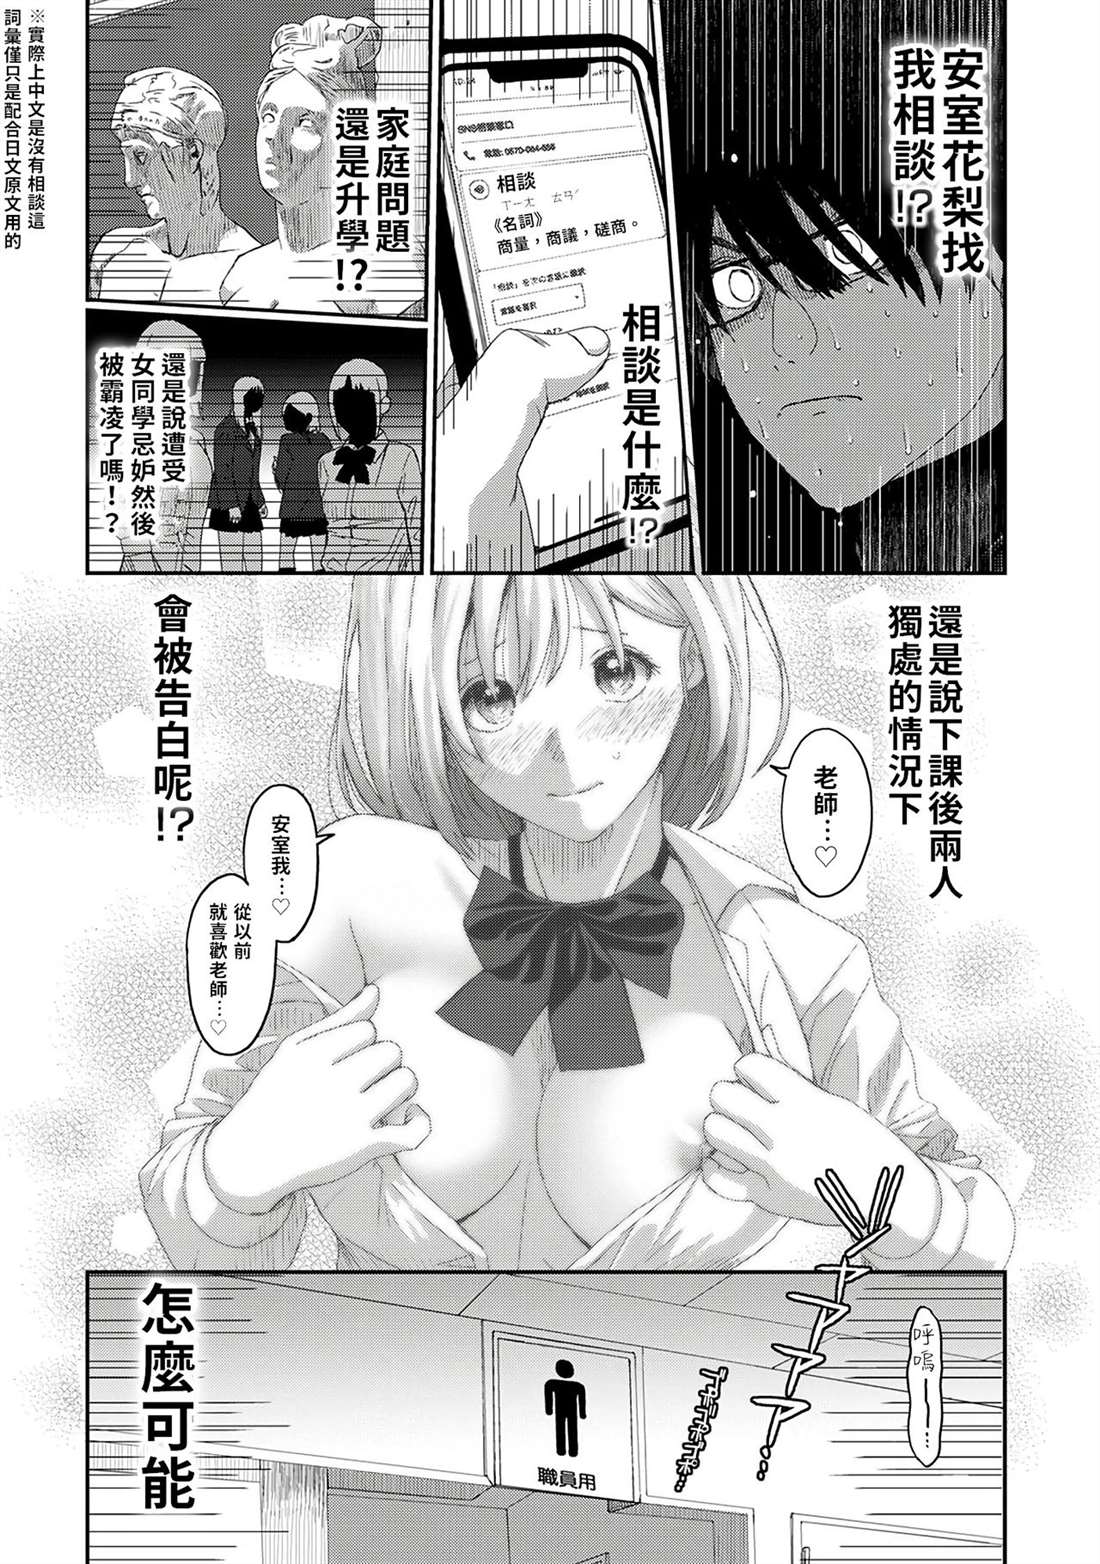 ※實際上中文是沒有相談這
詞彙僅只是配合日文原文用的
安室花梨找
我相談!?
相談
ㄒㄧㄤ ㄊㄢˊ
《名詞》
商量，商議，磋商。
相談是什麼!?
家庭問題
還是升學
!?
還是說遭受
女同學忌妒然後
被霸凌了嗎！？
還是說下課後兩人
獨處的情況下
老師…♡
會被告白呢!?
安室我…♡
從以前
就喜歡老師…♡
呼嗚——…
職員用
怎麼可能